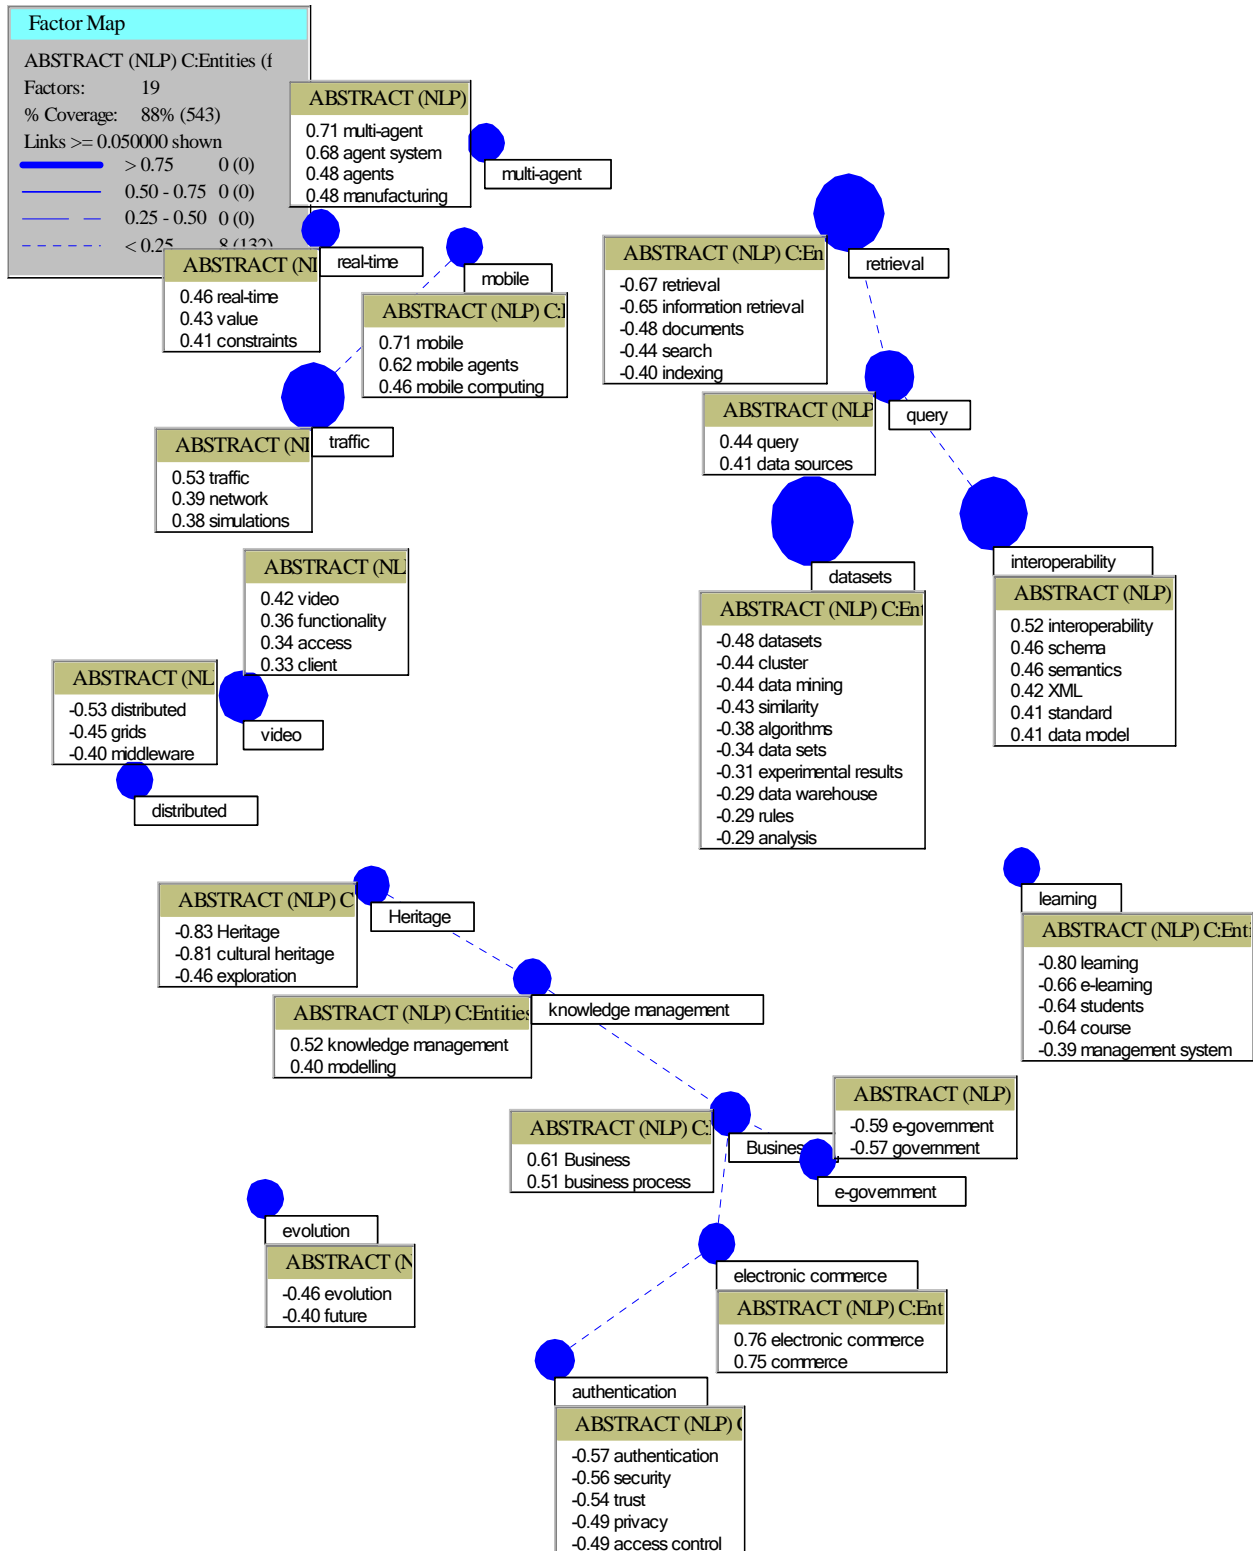 Factor Map
ABSTRACT (NLP) C:Entities (f
Factors: 19
% Coverage: 88% (543)
Links >= 0.050000 shown
> 0.75 0 (0)
0.50 - 0.75 0 (0)
0.25 - 0.50 0 (0)
< 0.25 8 (132)
ABSTRACT (NLP)
0.71 multi-agent
0.68 agent system
0.48 agents
0.48 manufacturing
multi-agent
real-time
ABSTRACT (NL
0.46 real-time
0.43 value
0.41 constraints
mobile
ABSTRACT (NLP) C:E
0.71 mobile
0.62 mobile agents
0.46 mobile computing
retrieval
ABSTRACT (NLP) C:En
-0.67 retrieval
-0.65 information retrieval
-0.48 documents
-0.44 search
-0.40 indexing
query
ABSTRACT (NLP
0.44 query
0.41 data sources
traffic
ABSTRACT (NL
0.53 traffic
0.39 network
0.38 simulations
datasets
ABSTRACT (NLP) C:Ent
-0.48 datasets
-0.44 cluster
-0.44 data mining
-0.43 similarity
-0.38 algorithms
-0.34 data sets
-0.31 experimental results
-0.29 data warehouse
-0.29 rules
-0.29 analysis
interoperability
ABSTRACT (NLP)
0.52 interoperability
0.46 schema
0.46 semantics
0.42 XML
0.41 standard
0.41 data model
ABSTRACT (NL
0.42 video
0.36 functionality
0.34 access
0.33 client
video
ABSTRACT (NL
-0.53 distributed
-0.45 grids
-0.40 middleware
distributed
Heritage
ABSTRACT (NLP) C
-0.83 Heritage
-0.81 cultural heritage
-0.46 exploration
learning
ABSTRACT (NLP) C:Enti
-0.80 learning
-0.66 e-learning
-0.64 students
-0.64 course
-0.39 management system
knowledge management
ABSTRACT (NLP) C:Entities
0.52 knowledge management
0.40 modelling
Business
ABSTRACT (NLP) C:
0.61 Business
0.51 business process
ABSTRACT (NLP)
-0.59 e-government
-0.57 government
e-government
evolution
ABSTRACT (N
-0.46 evolution
-0.40 future
electronic commerce
ABSTRACT (NLP) C:Ent
0.76 electronic commerce
0.75 commerce
authentication
ABSTRACT (NLP) C
-0.57 authentication
-0.56 security
-0.54 trust
-0.49 privacy
-0.49 access control